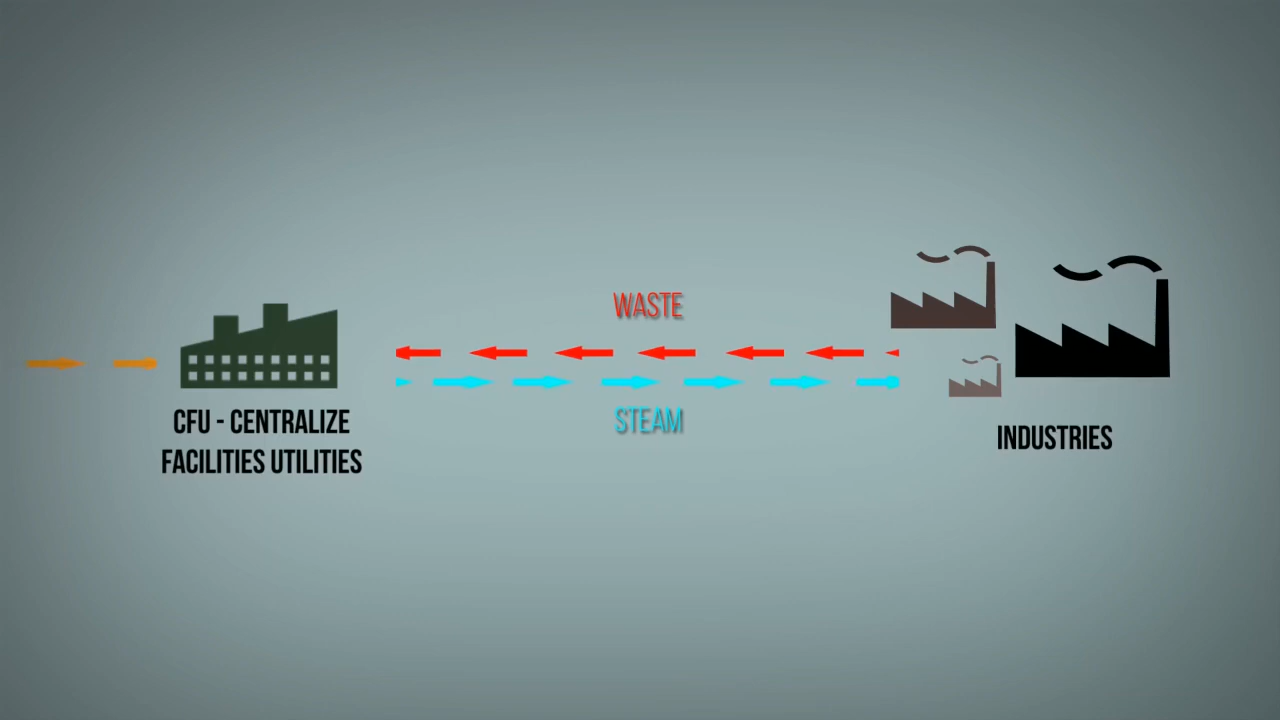 WASTE
STEAM
CFU - CENTRALIZE
FACILITIES UTILITIES
INDUSTRIES